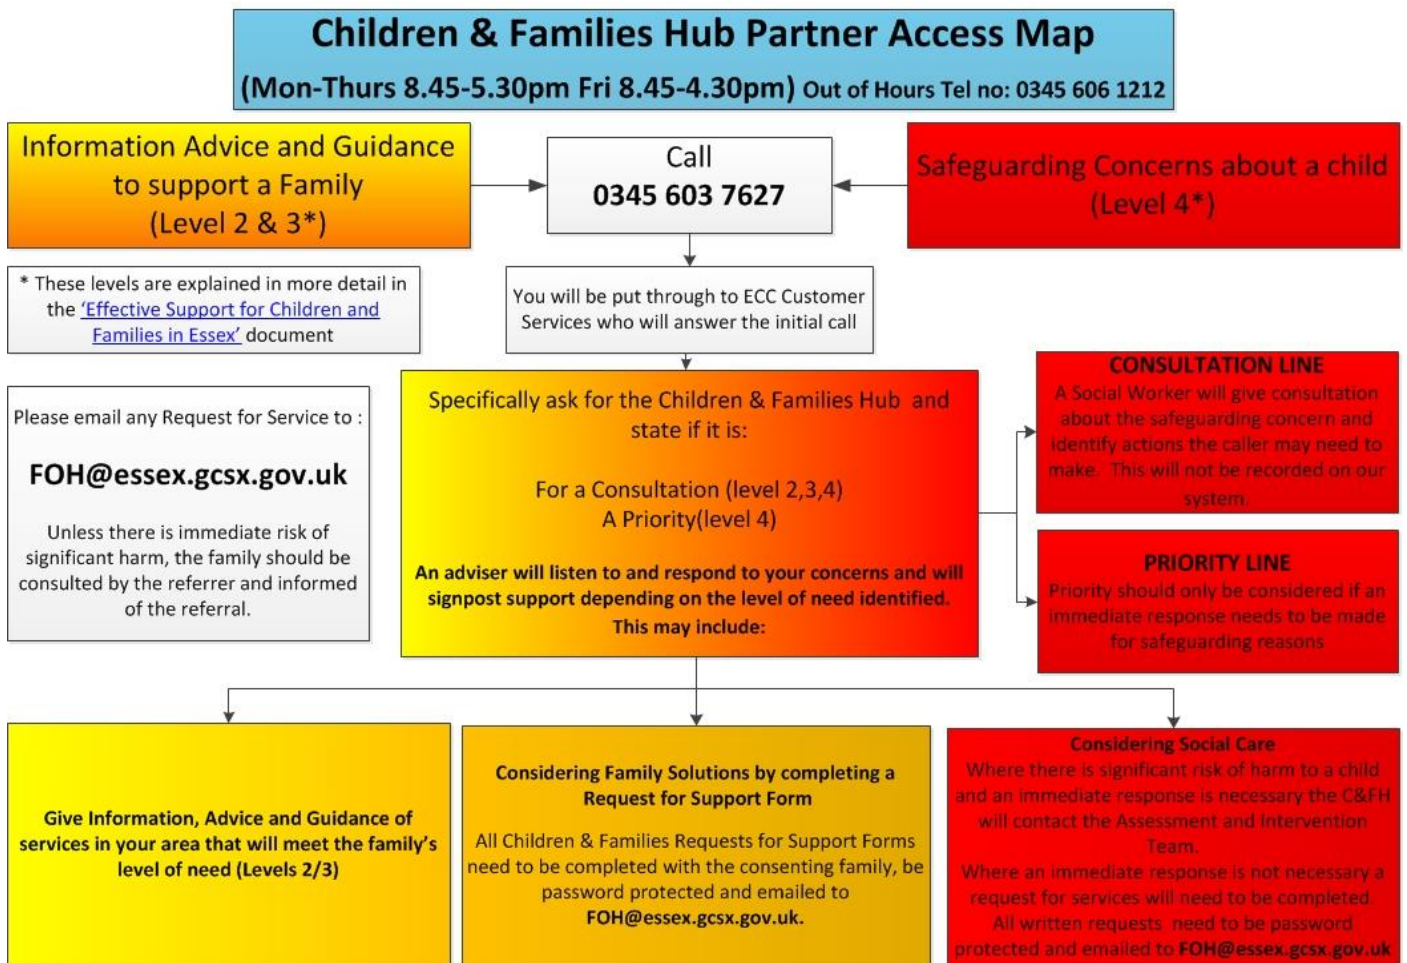 Children & Families Hub Partner Access Map
(Mon-Thurs 8.45-5.30pm Fri 8.45-4.30pm) Out of Hours Tel no: 0345 606 1212
Information Advice and Guidance
to support a Family
(Level 2 & 3*)
Call
0345 603 7627
Safeguarding Concerns about a child
(Level 4*)
* These levels are explained in more detail in
the ‘Effective Support for Children and
Families in Essex’ document
You will be put through to ECC Customer
Services who will answer the initial call
Please email any Request for Service to :
FOH@essex.gcsx.gov.uk
Unless there is immediate risk of
significant harm, the family should be
consulted by the referrer and informed
of the referral.
Specifically ask for the Children & Families Hub and
state if it is:
For a Consultation (level 2,3,4)
A Priority(level 4)
An adviser will listen to and respond to your concerns and will
signpost support depending on the level of need identified.
This may include:
CONSULTATION LINE
A Social Worker will give consultation
about the safeguarding concern and
identify actions the caller may need to
make. This will not be recorded on our
system.
PRIORITY LINE
Priority should only be considered if an
immediate response needs to be made
for safeguarding reasons
Give Information, Advice and Guidance of
services in your area that will meet the family’s
level of need (Levels 2/3)
Considering Family Solutions by completing a
Request for Support Form
All Children & Families Requests for Support Forms
need to be completed with the consenting family, be
password protected and emailed to
FOH@essex.gcsx.gov.uk.
Considering Social Care
Where there is significant risk of harm to a child
and an immediate response is necessary the C&FH
will contact the Assessment and Intervention
Team.
Where an immediate response is not necessary a
request for services will need to be completed.
All written requests need to be password
protected and emailed to FOH@essex.gcsx.gov.uk